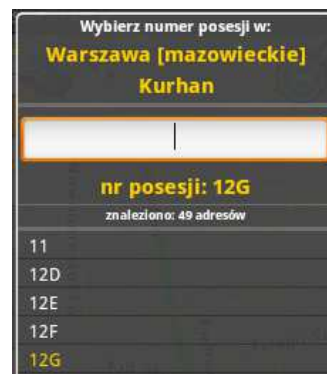 Wybierz numer posesji w:
Warszawa [mazowieckie]
Kurhan
nr posesji: 12G
znaleziono: 49 adresów
11
12D
12E
12F
12G